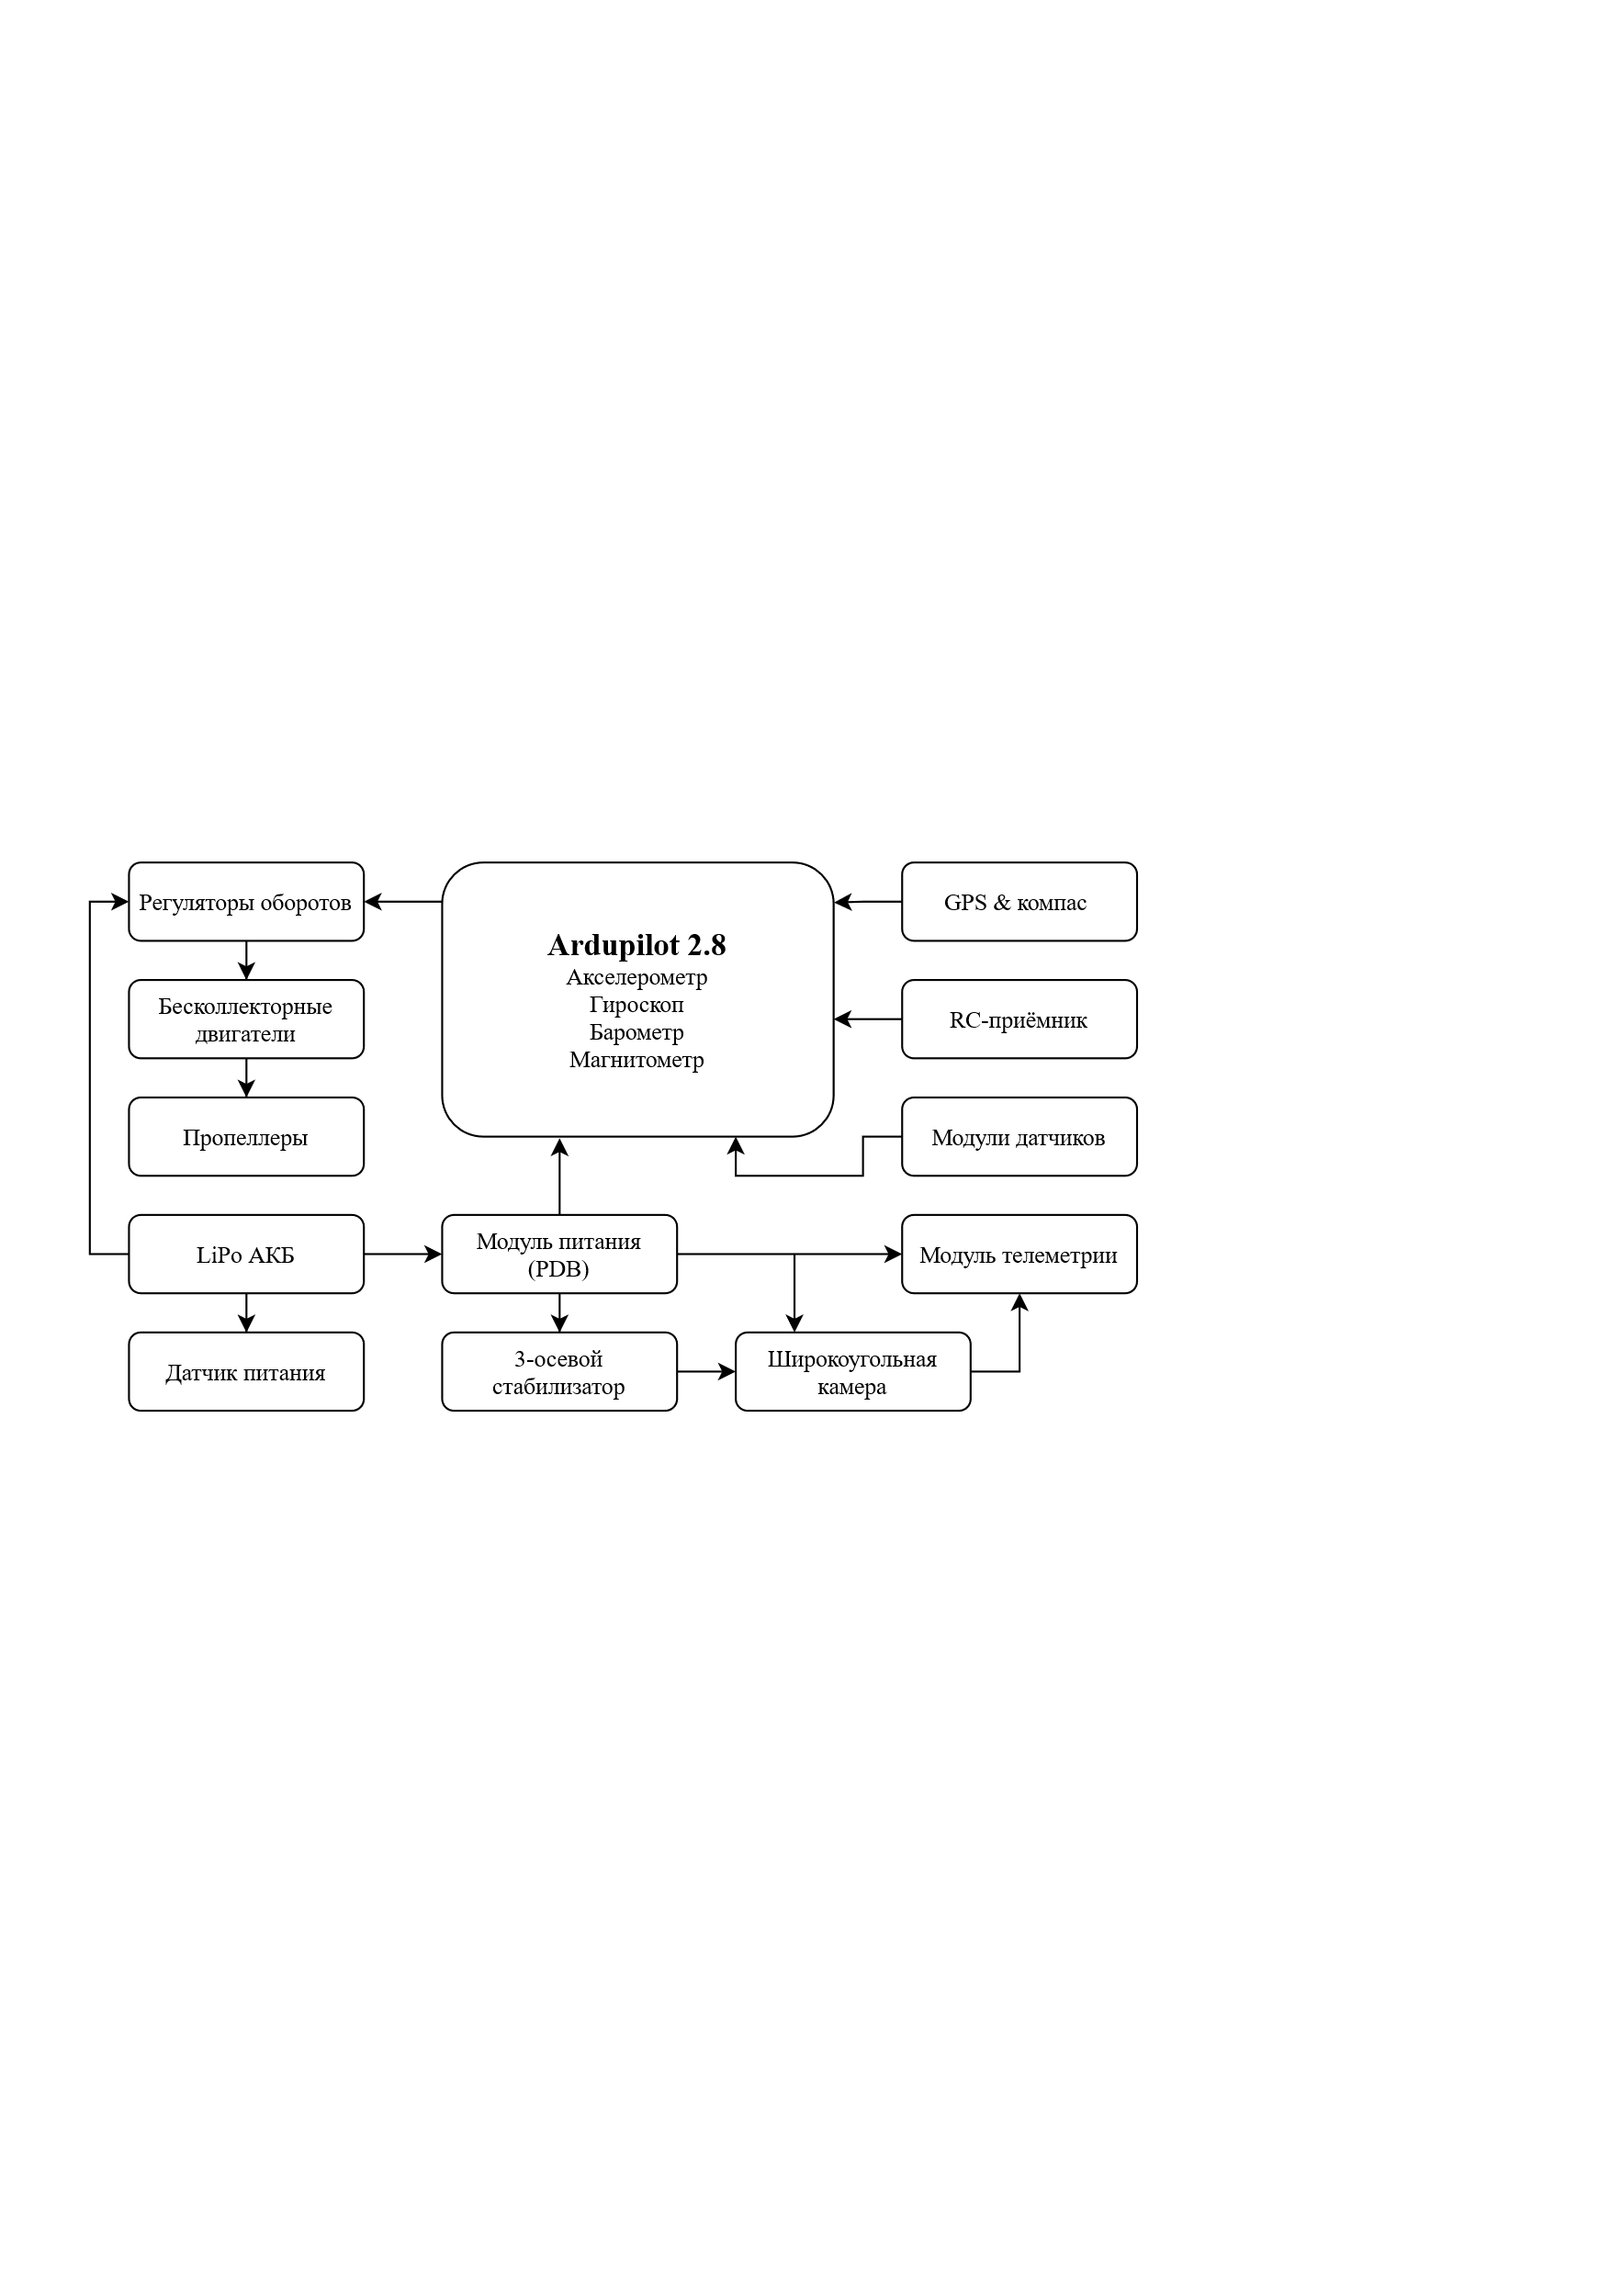 Регуляторы оборотов
Ardupilot 2.8
Акселерометр
Гироскоп
Барометр
Магнитометр
GPS & компас
Бесколлекторные
двигатели
RC-приёмник
Пропеллеры
Модули датчиков
LiPo АКБ
Модуль питания
(PDB)
Модуль телеметрии
Датчик питания
3-осевой
стабилизатор
Широкоугольная
камера